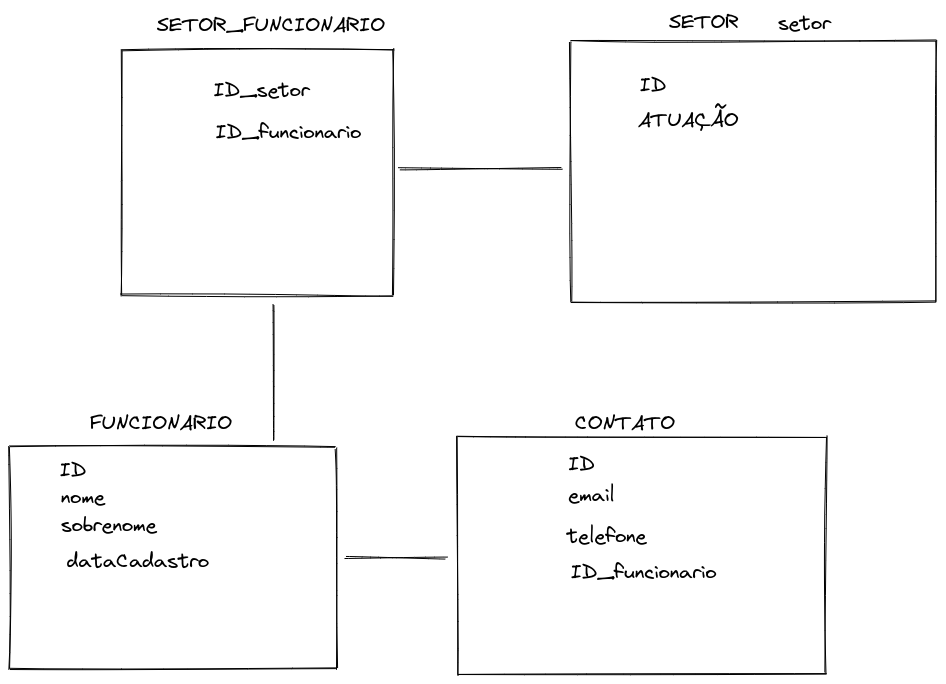 SETOR_FUNCIONARIO
ID_setor
ID_funcionario
SETOR setor
ID
ATUAÇÃO
FUNCIONARIO
ID
nome
sobrenome
dataCadastro
CONTATO
ID
email
telefone
ID_funcionario